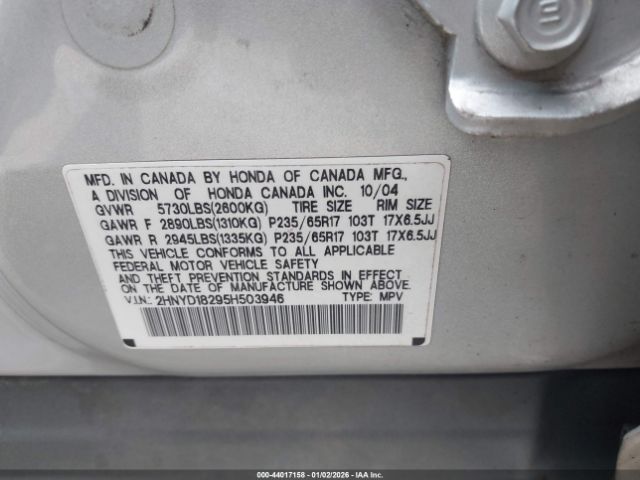 MFD. IN CANADA BY HONDA OF CANADA MFG.,
A DIVISION OF HONDA CANADA INC. 10/04
GVWR 5730LBS(2600KG) TIRE SIZE RIM SIZE
GAWR F 2890LBS(1310KG) P235/65R17 103T 17X6.5JJ
GAWR R 2945LBS(1335KG) P235/65R17 103T 17X6.5JJ
THIS VEHICLE CONFORMS TO ALL APPLICABLE
FEDERAL MOTOR VEHICLE SAFETY
AND THEFT PREVENTION STANDARDS IN EFFECT
ON THE DATE OF MANUFACTURE SHOWN ABOVE.
V.I.N.: 2HNYD18295H503946 TYPE: MPV
000-44017158 - 01/02/2026 - IAAI.COM